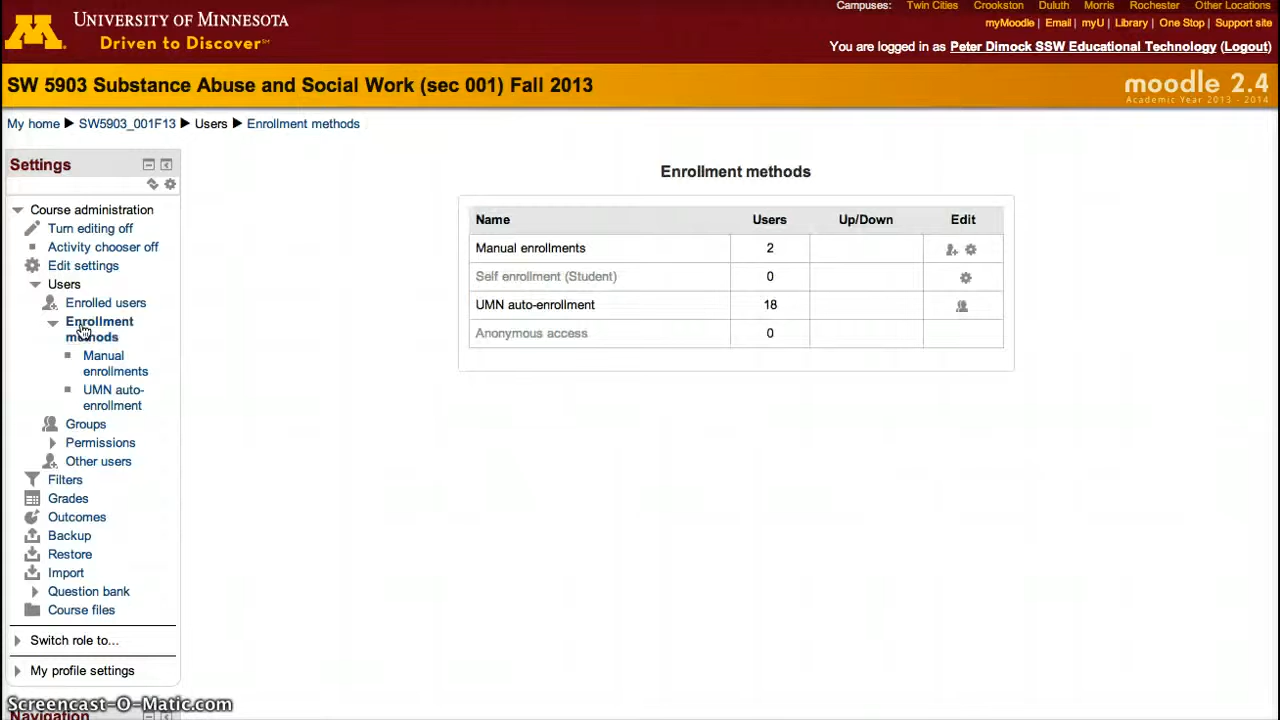 UNIVERSITY OF MINNESOTA
Driven to Discover℠
Campuses: Twin Cities Crookston Duluth Morris Rochester Other Locations
myMoodle | Email | myU | Library | One Stop | Support site
You are logged in as Peter Dimock SSW Educational Technology (Logout)
SW 5903 Substance Abuse and Social Work (sec 001) Fall 2013
moodle 2.4
Academic Year 2013 - 2014
My home ► SW5903_001F13 ► Users ► Enrollment methods
Settings
Course administration
Turn editing off
Activity chooser off
Edit settings
Users
Enrolled users
Enrollment
methods
Manual
enrollments
UMN auto-
enrollment
Groups
Permissions
Other users
Filters
Grades
Outcomes
Backup
Restore
Import
Question bank
Course files
Switch role to...
My profile settings
Navigation
Enrollment methods
Name Users Up/Down Edit
Manual enrollments 2
Self enrollment (Student) 0
UMN auto-enrollment 18
Anonymous access 0
Screencast-O-Matic.com